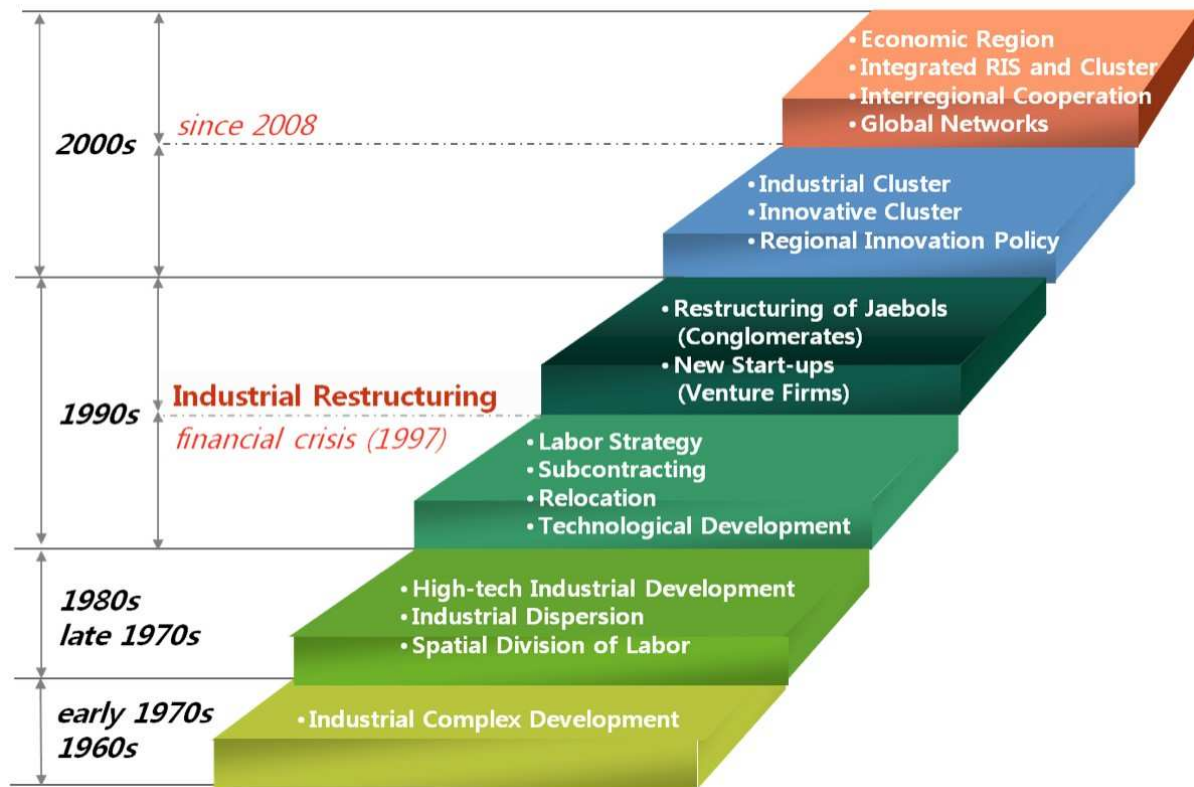 • Economic Region
• Integrated RIS and Cluster
• Interregional Cooperation
• Global Networks
since 2008
2000s
• Industrial Cluster
• Innovative Cluster
• Regional Innovation Policy
• Restructuring of Jaebols
(Conglomerates)
• New Start-ups
(Venture Firms)
Industrial Restructuring
1990s
financial crisis (1997)
• Labor Strategy
• Subcontracting
• Relocation
• Technological Development
1980s
late 1970s
• High-tech Industrial Development
• Industrial Dispersion
• Spatial Division of Labor
early 1970s
1960s
• Industrial Complex Development